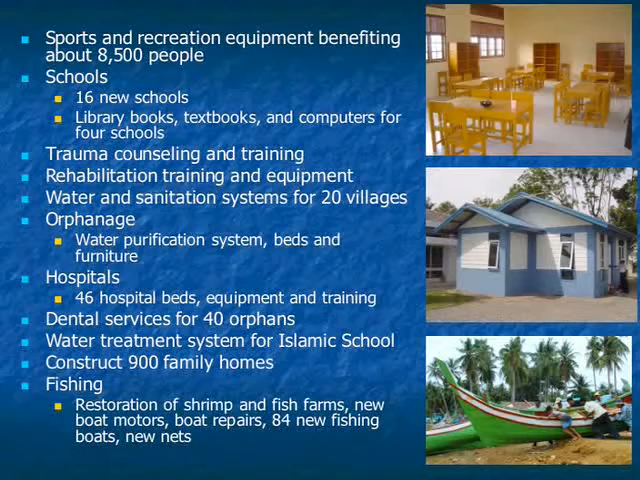 Sports and recreation equipment benefiting
about 8,500 people
Schools
16 new schools
Library books, textbooks, and computers for
four schools
Trauma counseling and training
Rehabilitation training and equipment
Water and sanitation systems for 20 villages
Orphanage
Water purification system, beds and
furniture
Hospitals
46 hospital beds, equipment and training
Dental services for 40 orphans
Water treatment system for Islamic School
Construct 900 family homes
Fishing
Restoration of shrimp and fish farms, new
boat motors, boat repairs, 84 new fishing
boats, new nets